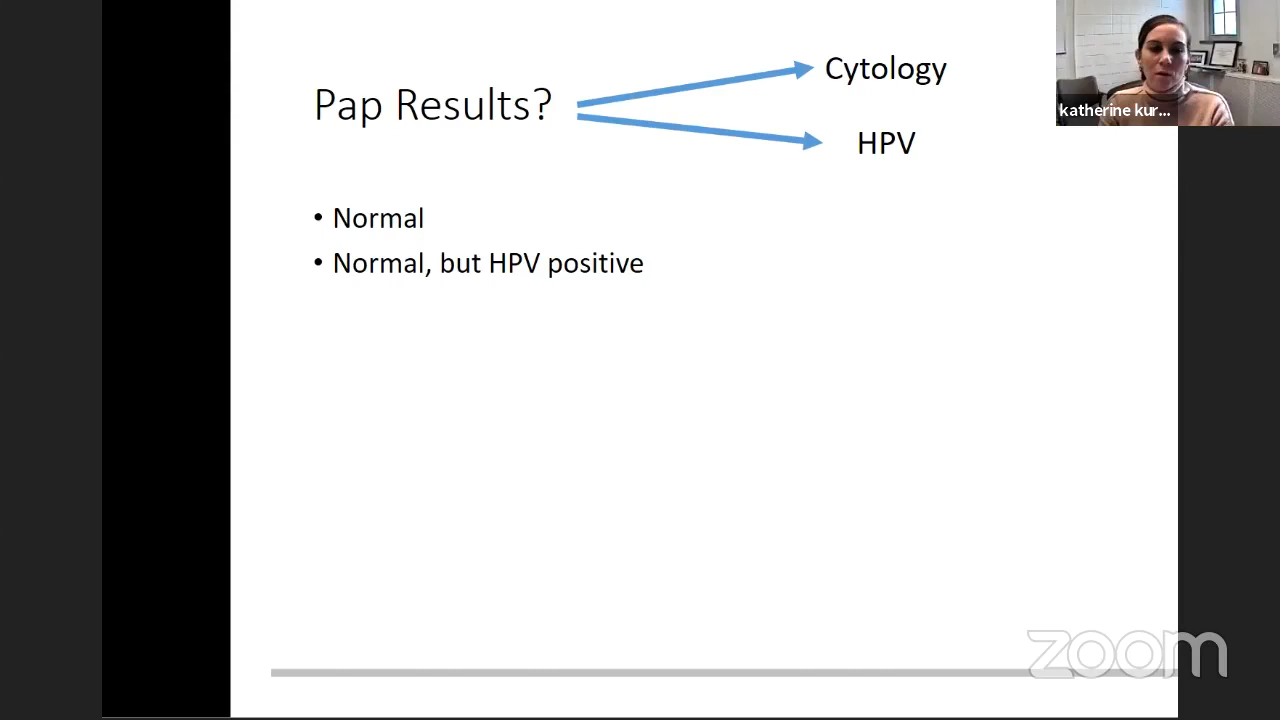 Cytology
Pap Results?
HPV
• Normal
• Normal, but HPV positive
katherine kur...
zoom